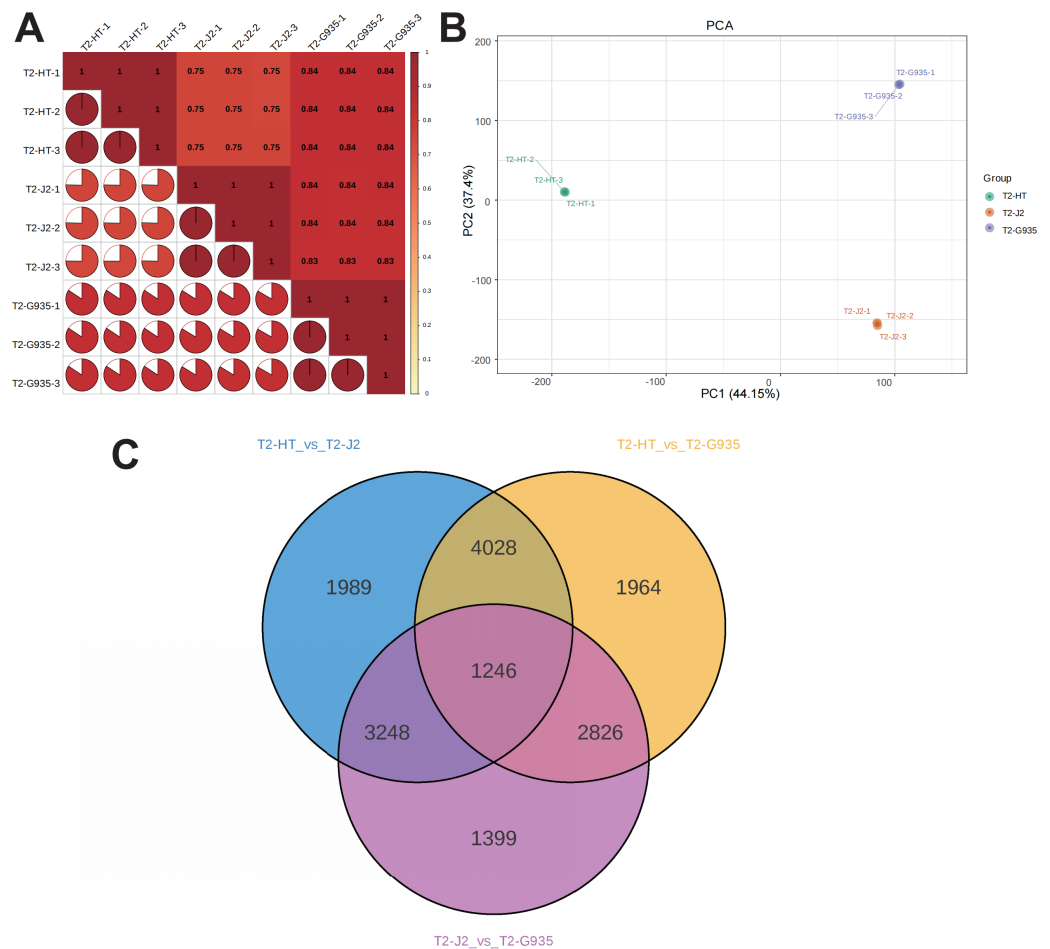 A
T2-HT-1 T2-HT-2 T2-HT-3 T2-J2-1 T2-J2-2 T2-J2-3 T2-G935-1 T2-G935-2 T2-G935-3
T2-HT-1 1 1 1 0.75 0.75 0.75 0.84 0.84 0.84
T2-HT-2 1 1 0.75 0.75 0.75 0.84 0.84 0.84
T2-HT-3 1 0.75 0.75 0.75 0.84 0.84 0.84
T2-J2-1 1 1 1 0.84 0.84 0.84
T2-J2-2 1 1 0.84 0.84 0.84
T2-J2-3 1 0.83 0.83 0.83
T2-G935-1 1 1 1
T2-G935-2 1 1
T2-G935-3 1
1
0.9
0.8
0.7
0.6
0.5
0.4
0.3
0.2
0.1
0
B
PCA
200
100
0
-100
-200
PC2 (37.4%)
T2-G935-1
T2-G935-2
T2-G935-3
T2-HT-2
T2-HT-3
T2-HT-1
T2-J2-1 T2-J2-2
T2-J2-3
-200 -100 0 100
PC1 (44.15%)
Group
T2-HT
T2-J2
T2-G935
C
T2-HT_vs_T2-J2 T2-HT_vs_T2-G935
4028
1989 1964
1246
3248 2826
1399
T2-J2_vs_T2-G935